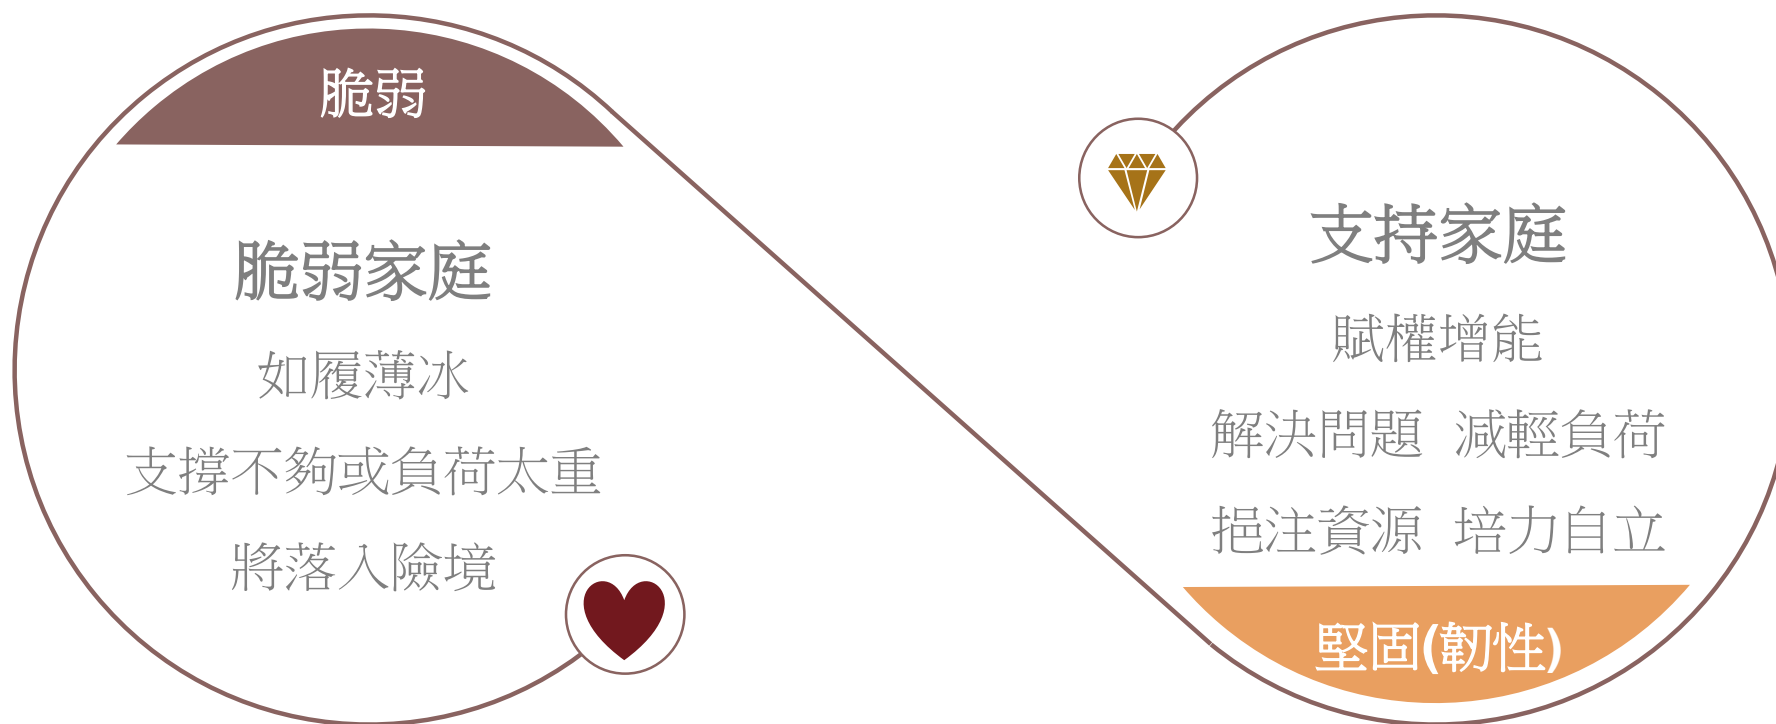 脆弱
脆弱家庭
如履薄冰
支撐不夠或負荷太重
將落入險境
支持家庭
賦權增能
解決問題 減輕負荷
挹注資源 培力自立
堅固(韌性)